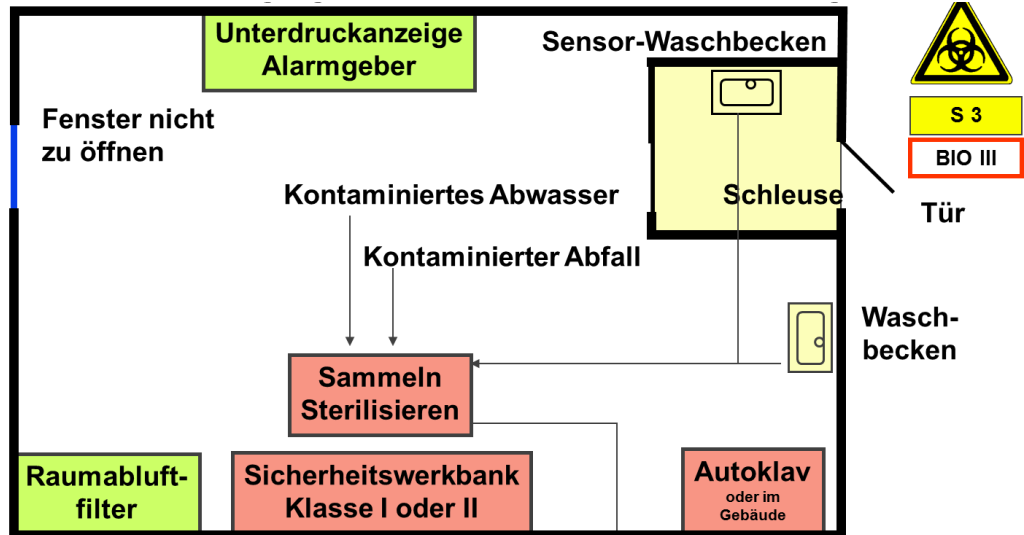 Unterdruckanzeige
Alarmgeber
Sensor-Waschbecken
S 3
BIO III
Fenster nicht
zu öffnen
Kontaminiertes Abwasser
Schleuse
Tür
Kontaminierter Abfall
Wasch-
becken
Sammeln
Sterilisieren
Raumabluft-
filter
Sicherheitswerkbank
Klasse I oder II
Autoklav
oder im
Gebäude